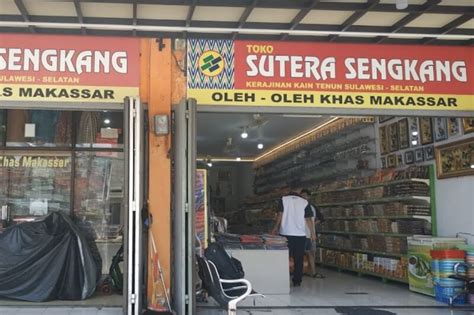 SENGKANG
SULAWESI - SELATAN
KHAS MAKASSAR
TOKO
SUTERA SENGKANG
KERAJINAN KAIN TENUN SULAWESI - SELATAN
OLEH - OLEH KHAS MAKASSAR
Khas Makassar